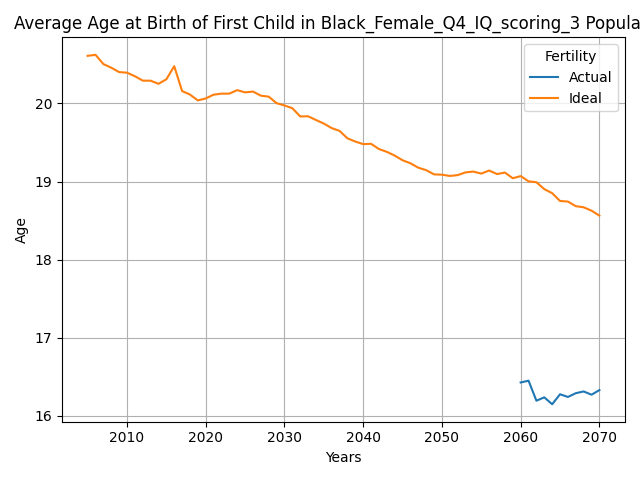 Average Age at Birth of First Child in Black_Female_Q4_IQ_scoring_3 Popula
Fertility
Actual
Ideal
20
19
18
17
16
Age
2010 2020 2030 2040 2050 2060 2070
Years